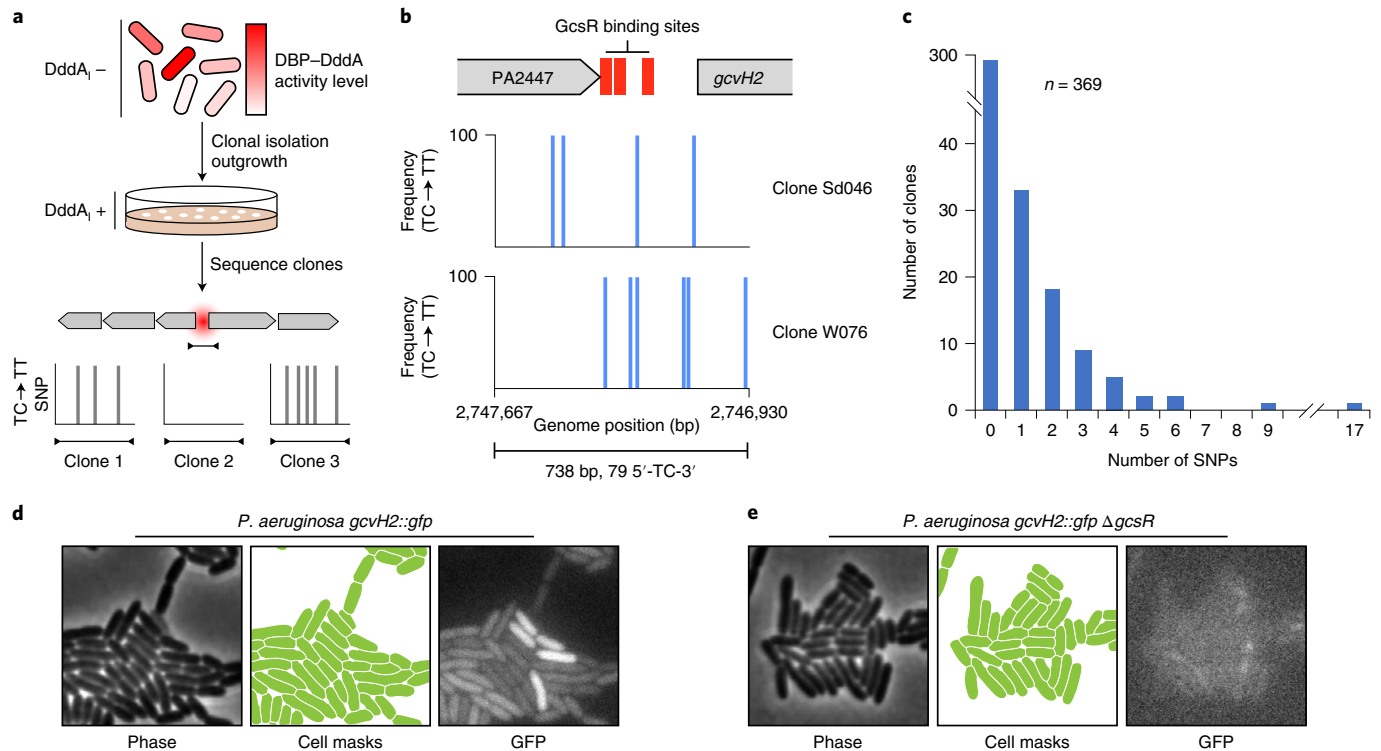 a
DddAI –
DBP–DddA
activity level
Clonal isolation
outgrowth
DddAI +
Sequence clones
TC→TT
SNP
Clone 1
Clone 2
Clone 3
b
GcsR binding sites
PA2447
gcvH2
100
Frequency
(TC→TT)
Clone Sd046
100
Frequency
(TC→TT)
Clone W076
2,747,667
2,746,930
Genome position (bp)
738 bp, 79 5′-TC-3′
c
n = 369
Number of clones
300
40
30
20
10
0
0 1 2 3 4 5 6 7 8 9 17
Number of SNPs
d
P. aeruginosa gcvH2::gfp
Phase
Cell masks
GFP
e
P. aeruginosa gcvH2::gfp ΔgcsR
Phase
Cell masks
GFP